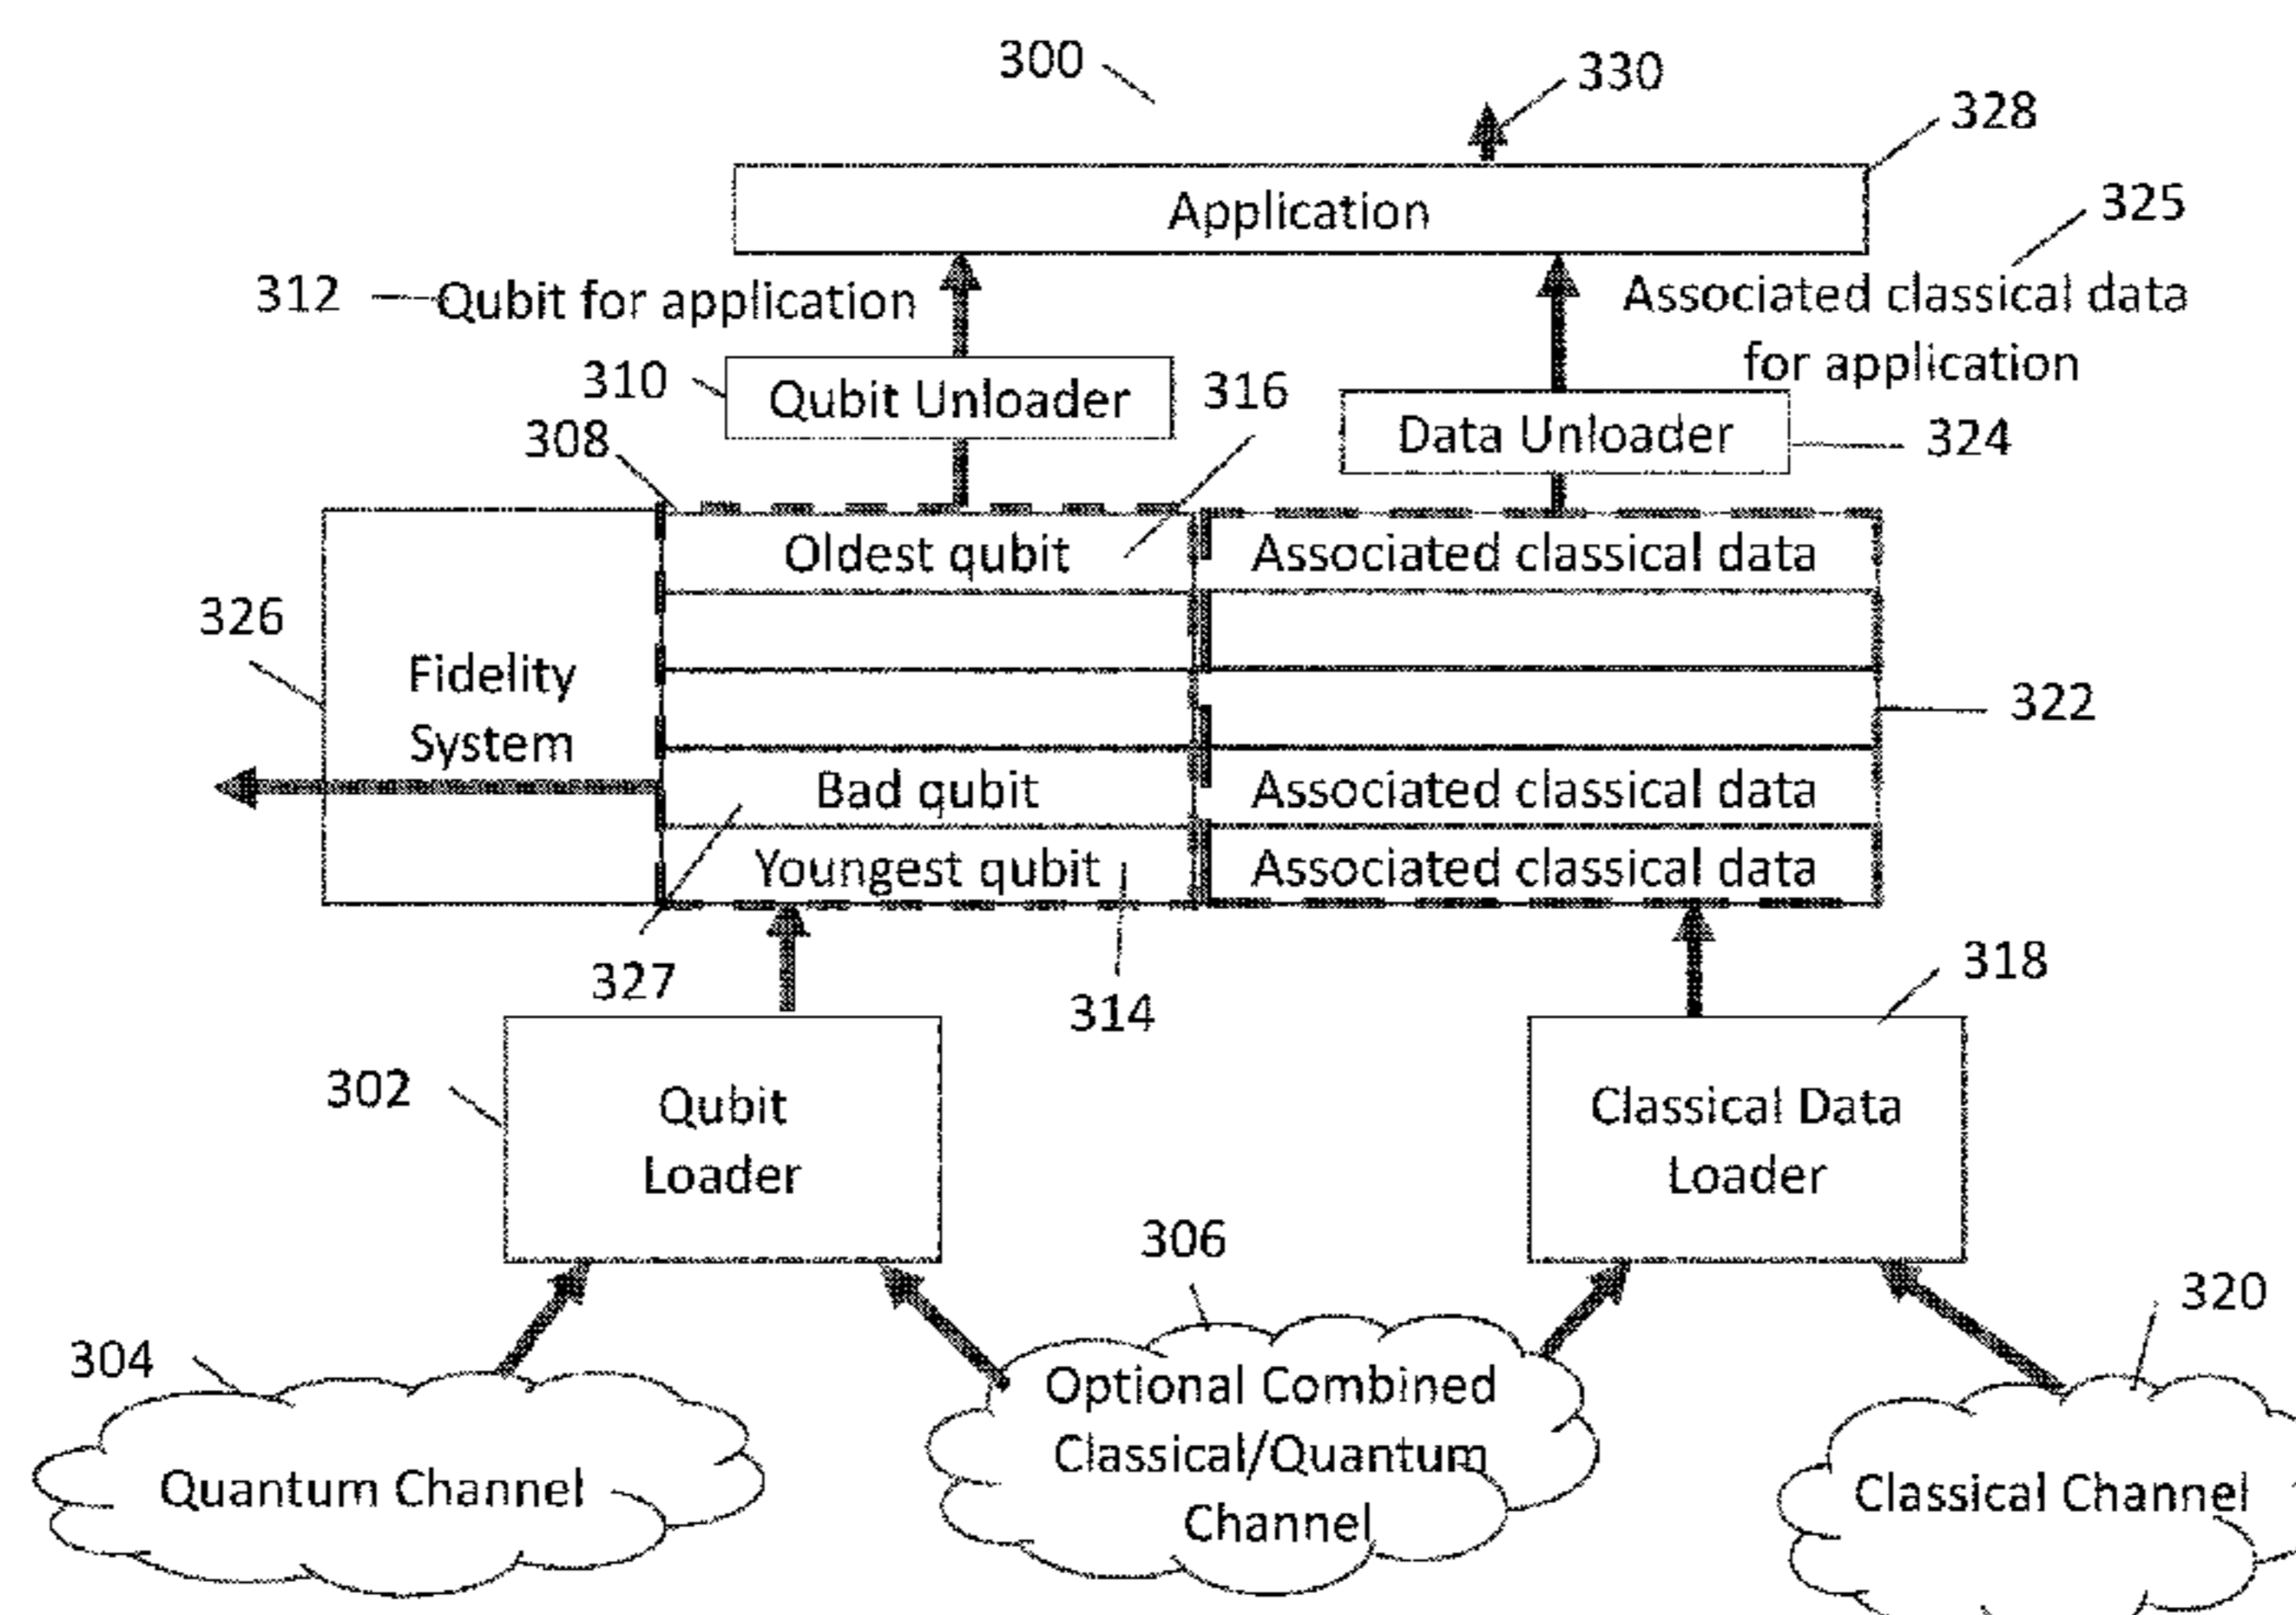 300
330
328
Application
325
312
Qubit for application
Associated classical data
for application
310
Qubit Unloader
316
308
Data Unloader
324
Oldest qubit
Associated classical data
326
Fidelity
System
322
Bad qubit
Associated classical data
Youngest qubit
Associated classical data
327
314
318
302
Qubit
Loader
Classical Data
Loader
306
320
304
Optional Combined
Classical/Quantum
Channel
Quantum Channel
Classical Channel